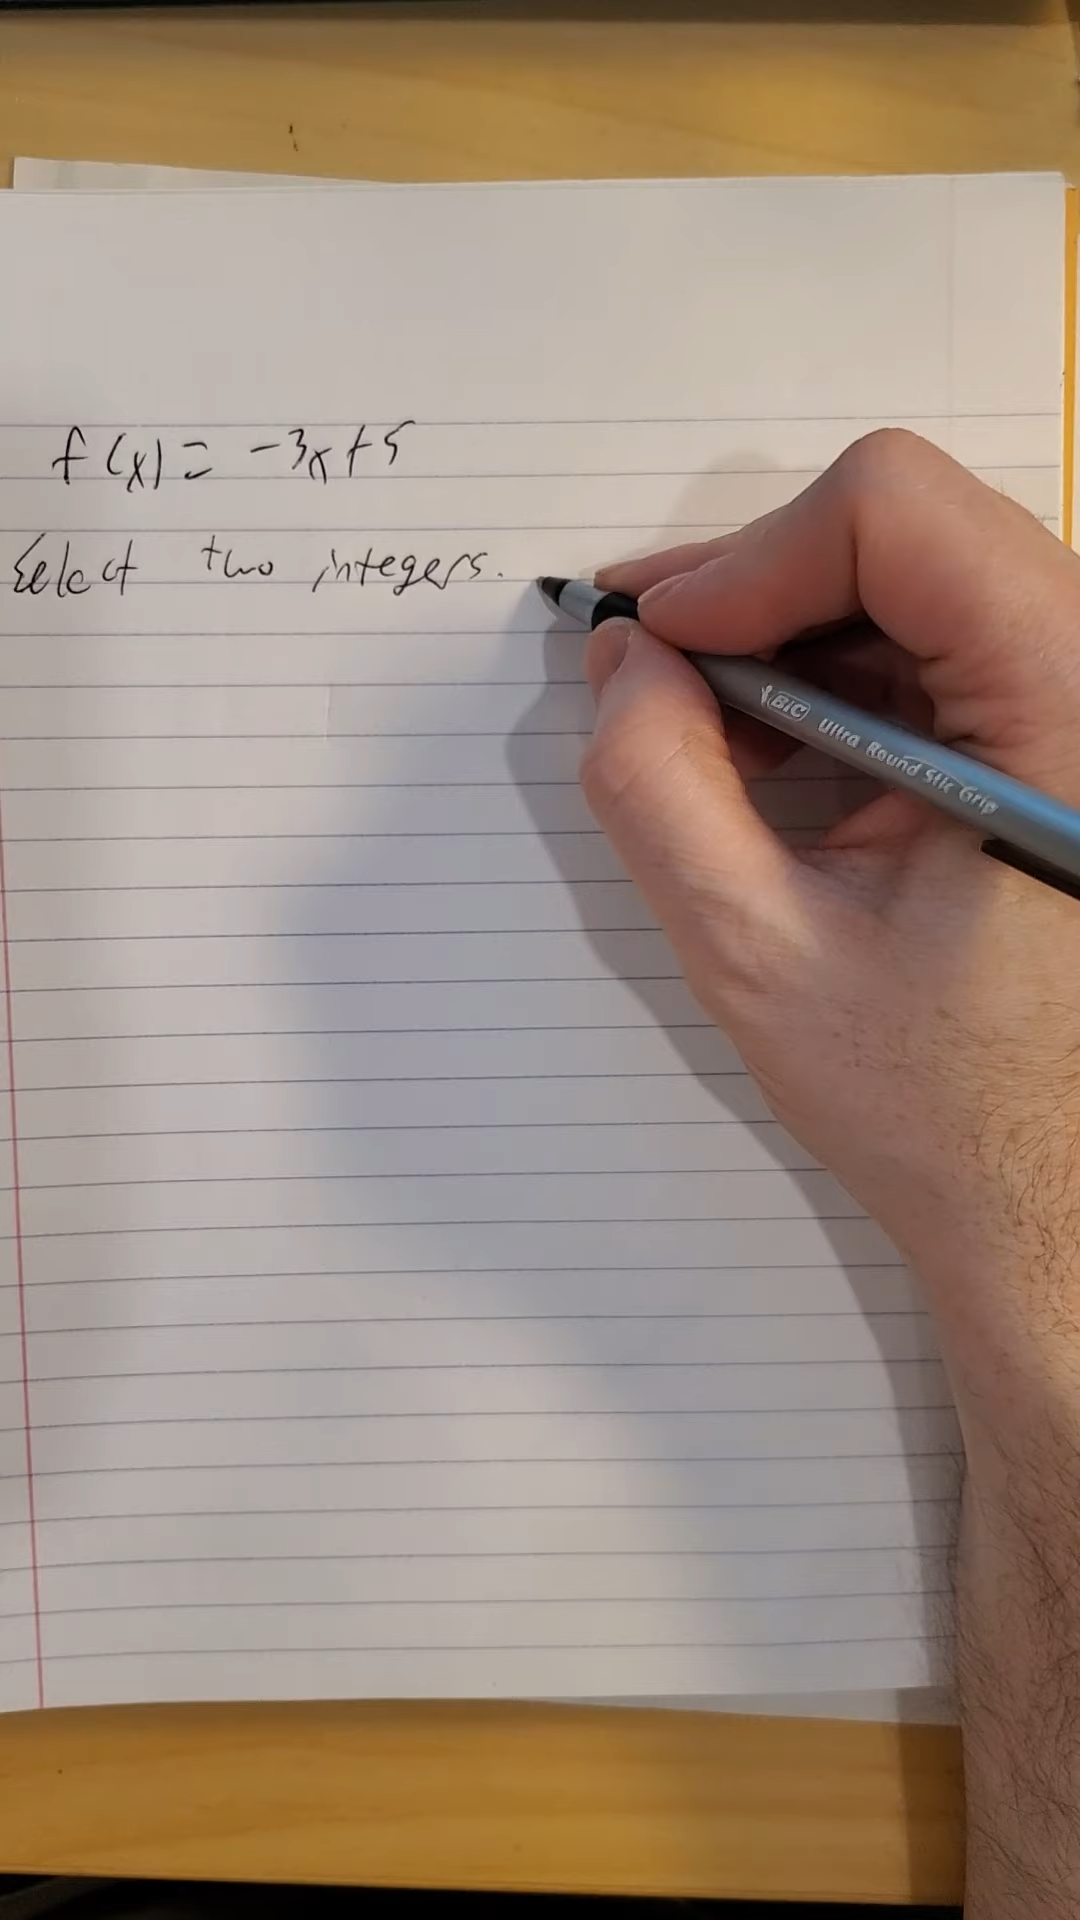 f(x) = -3x+5
Select two integers.
BIC Ultra Round Stic Grip